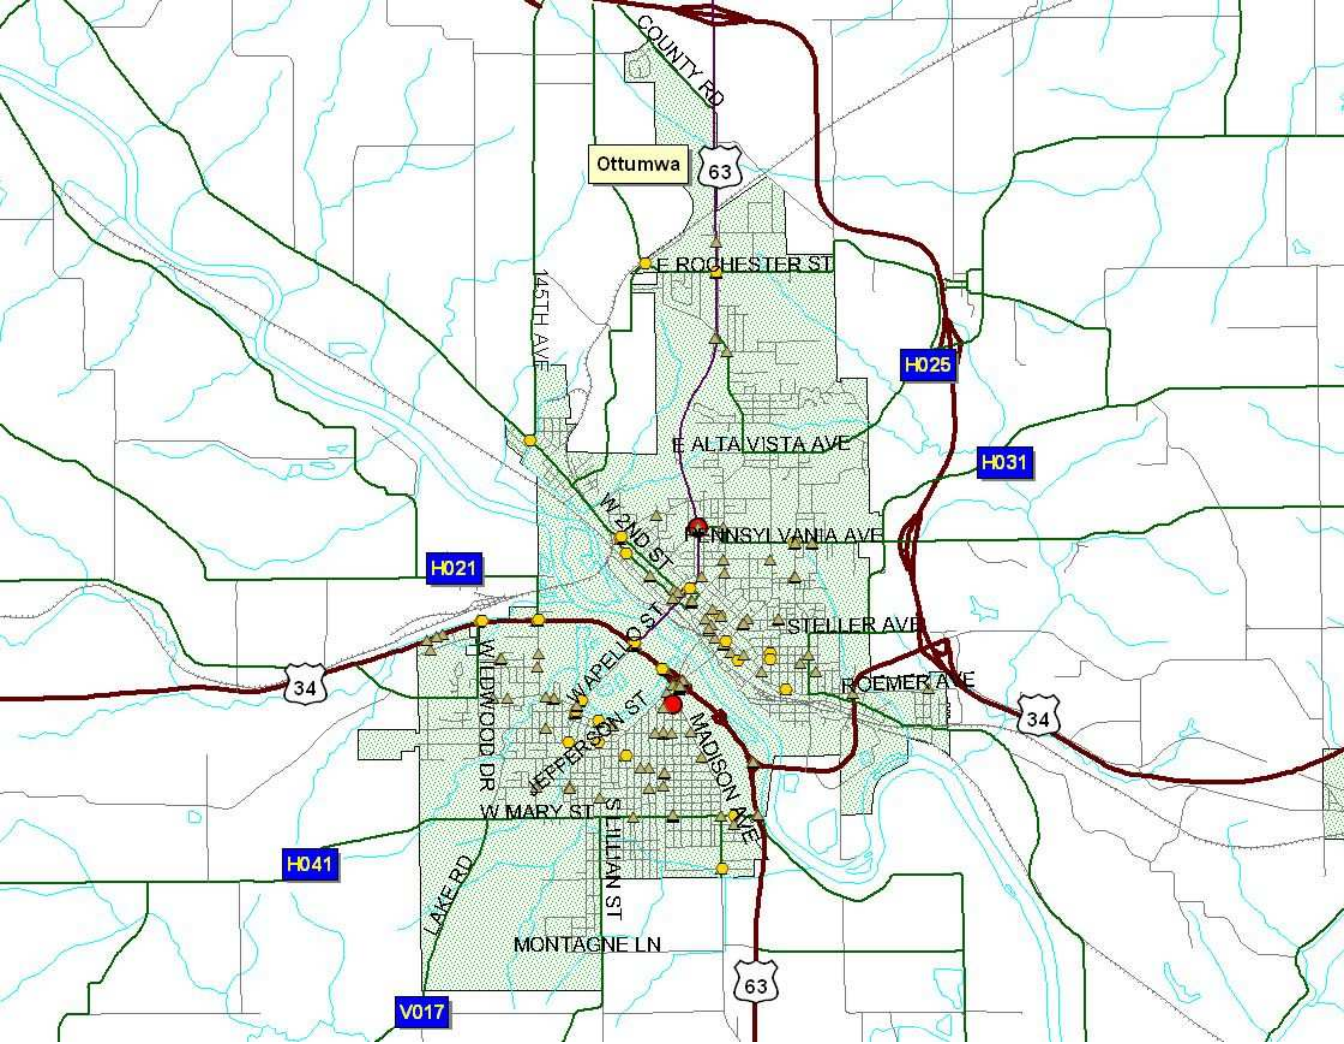 COUNTY RD
Ottumwa
63
E ROCHESTER ST
145TH AVE
H025
E ALTA VISTA AVE
H031
W 2ND ST
PENNSYLVANIA AVE
H021
STELLER AVE
W APELLO ST
WILDWOOD DR
34
ROEMER AVE
34
JEFFERSON ST
MADISON AVE
W MARY ST
S LILLIAN ST
H041
LAKE RD
MONTAGNE LN
63
V017